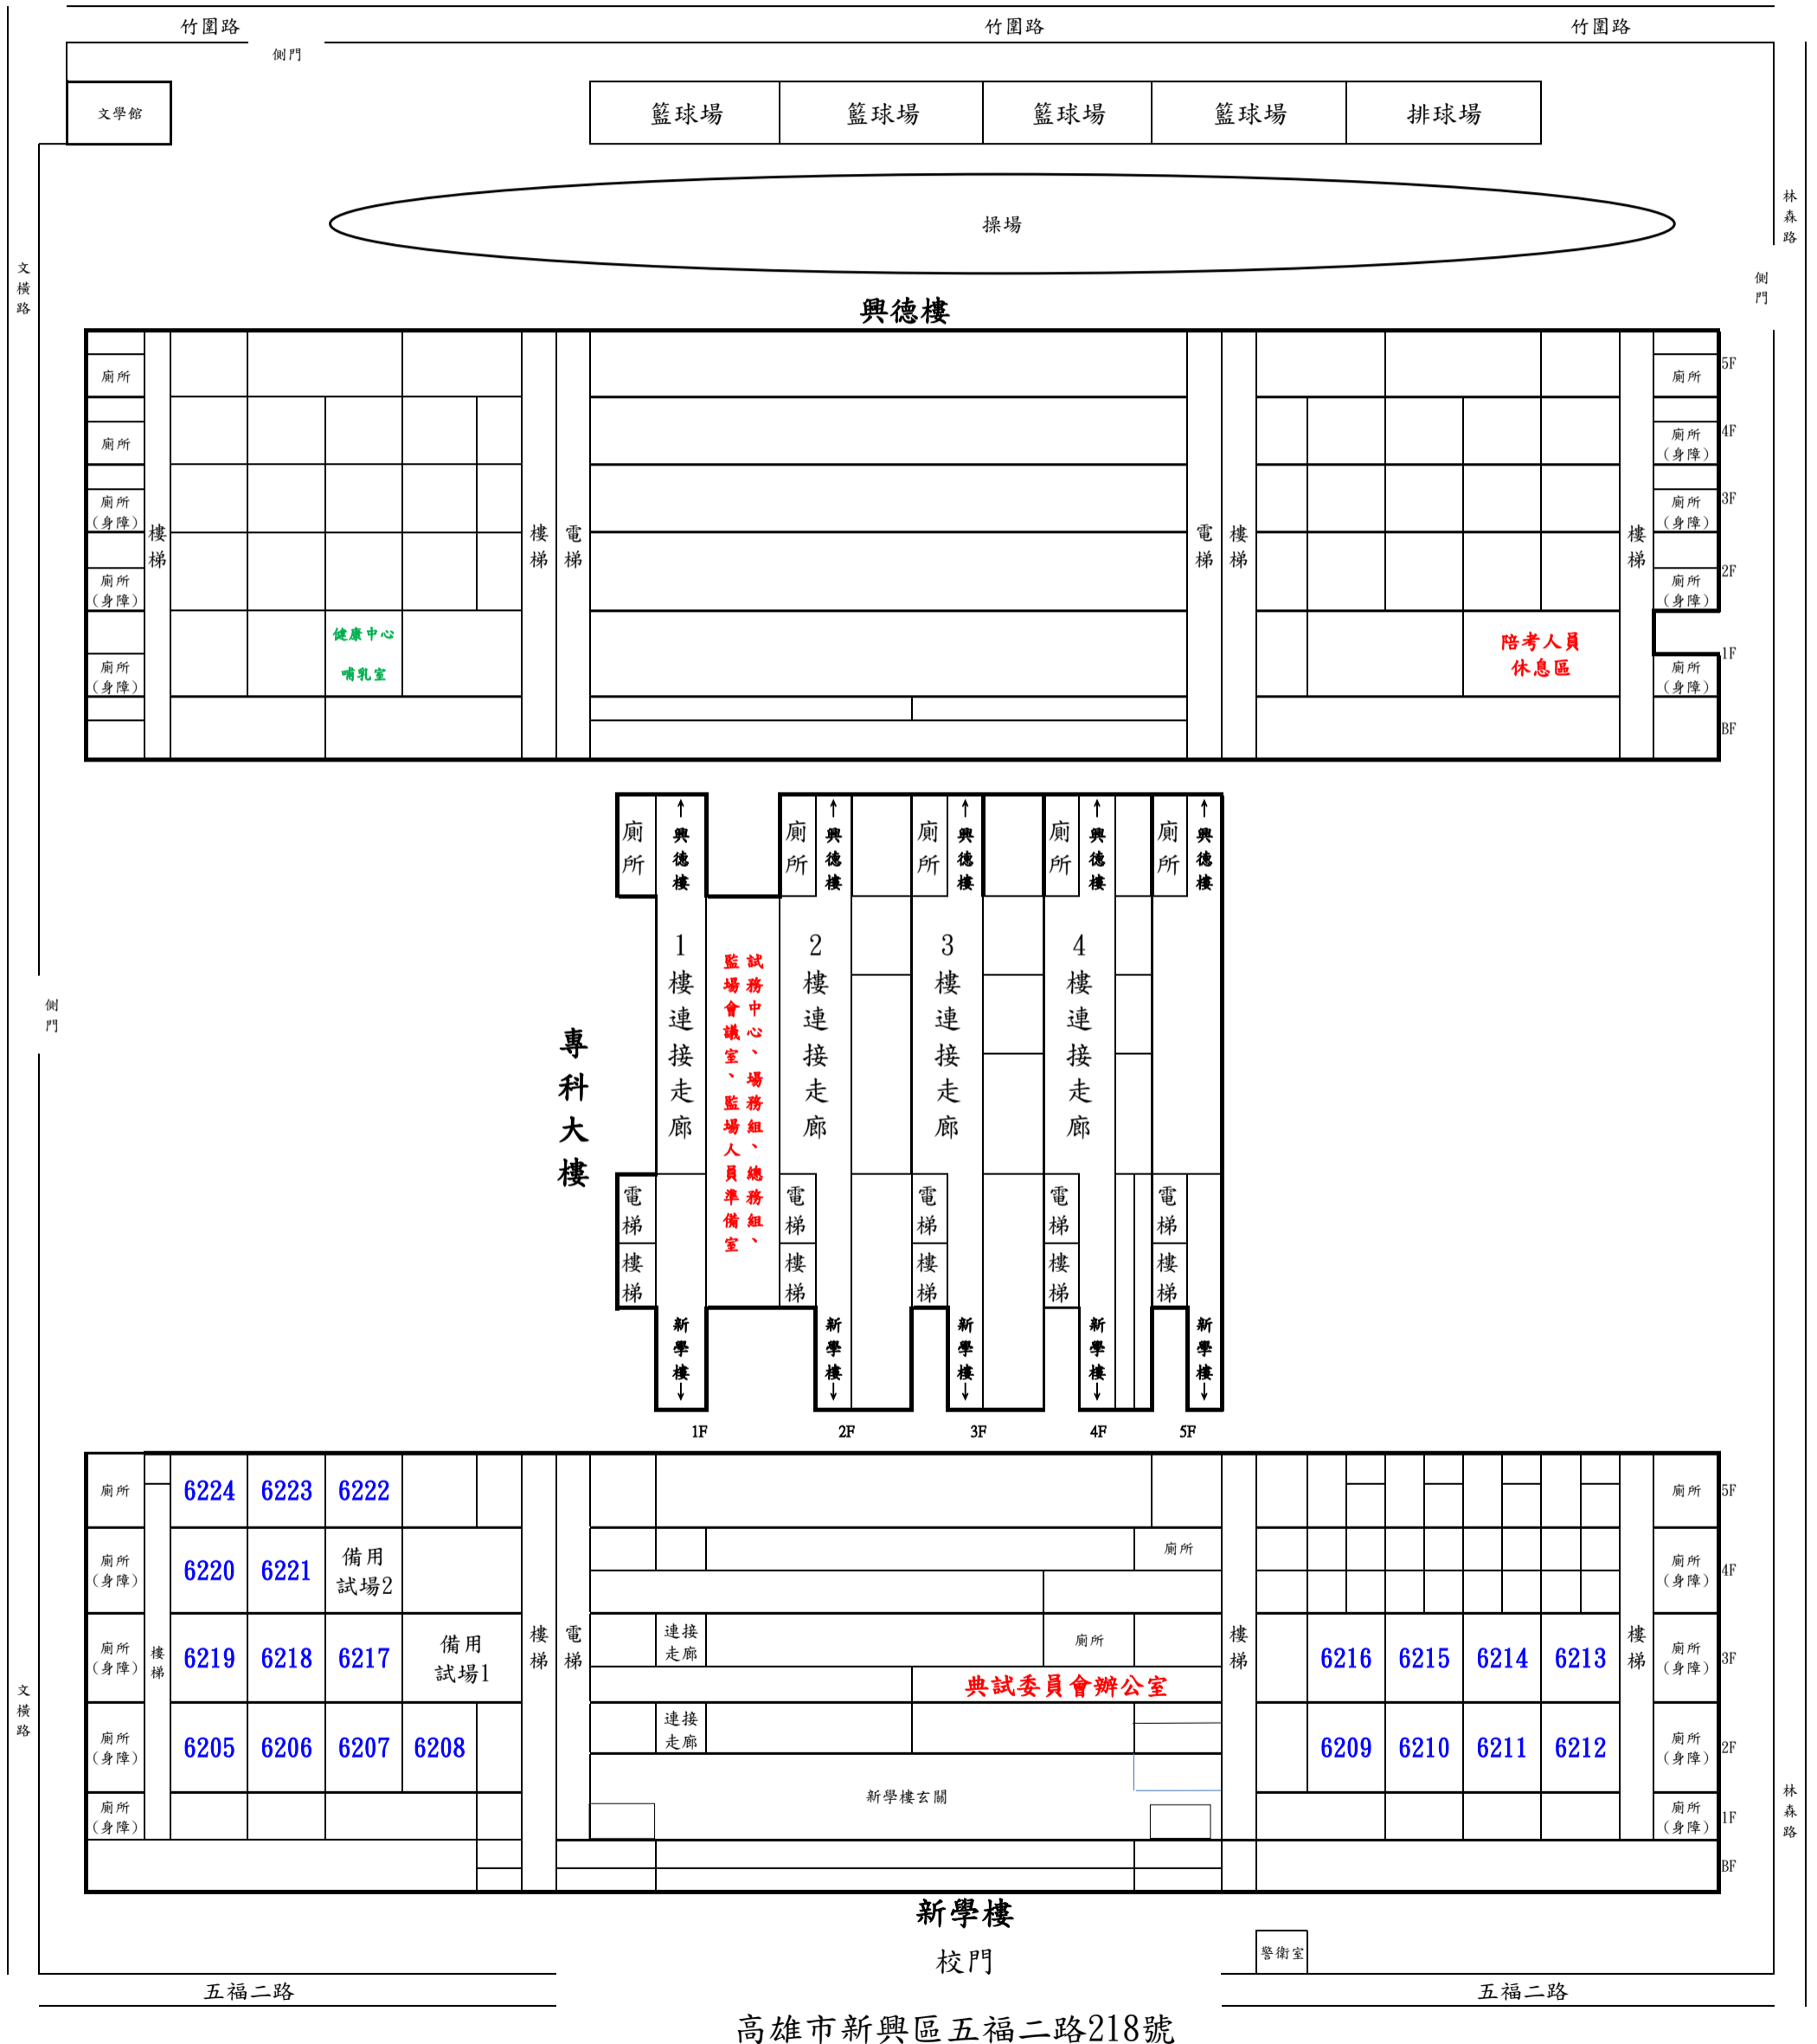 竹圍路 竹圍路 竹圍路
側門
文學館 籃球場 籃球場 籃球場 籃球場 排球場
林森路
操場
文橫路
側門
興德樓
5F
廁所 廁所
4F
廁所 廁所
(身障)
3F
廁所 廁所
(身障) (身障)
樓梯 樓梯 電梯 電梯 樓梯 樓梯
2F
廁所 廁所
(身障) (身障)
健康中心 陪考人員
哺乳室 休息區
1F
廁所 廁所
(身障) (身障)
BF
廁所 ↑興德樓 廁所 ↑興德樓 廁所 ↑興德樓 廁所 ↑興德樓 廁所 ↑興德樓
1樓連接走廊
試務中心、場務組、總務組、
監場會議室、監場人員準備室
2樓連接走廊
3樓連接走廊
4樓連接走廊
側門
專科大樓
電梯 電梯 電梯 電梯 電梯
樓梯 樓梯 樓梯 樓梯 樓梯
新學樓↓ 新學樓↓ 新學樓↓ 新學樓↓ 新學樓↓
1F 2F 3F 4F 5F
廁所 6224 6223 6222 廁所 5F
廁所 6220 6221 備用 廁所 廁所 4F
(身障) 試場2 (身障)
廁所 樓梯 6219 6218 6217 備用 樓梯 電梯 連接 廁所 樓梯 6216 6215 6214 6213 樓梯 廁所 3F
(身障) 試場1 走廊 (身障)
典試委員會辦公室
文橫路
廁所 6205 6206 6207 6208 連接 6209 6210 6211 6212 廁所 2F
(身障) 走廊 (身障)
新學樓玄關
廁所 廁所 1F
(身障) (身障)
林森路
BF
新學樓
校門
警衛室
五福二路 五福二路
高雄市新興區五福二路218號